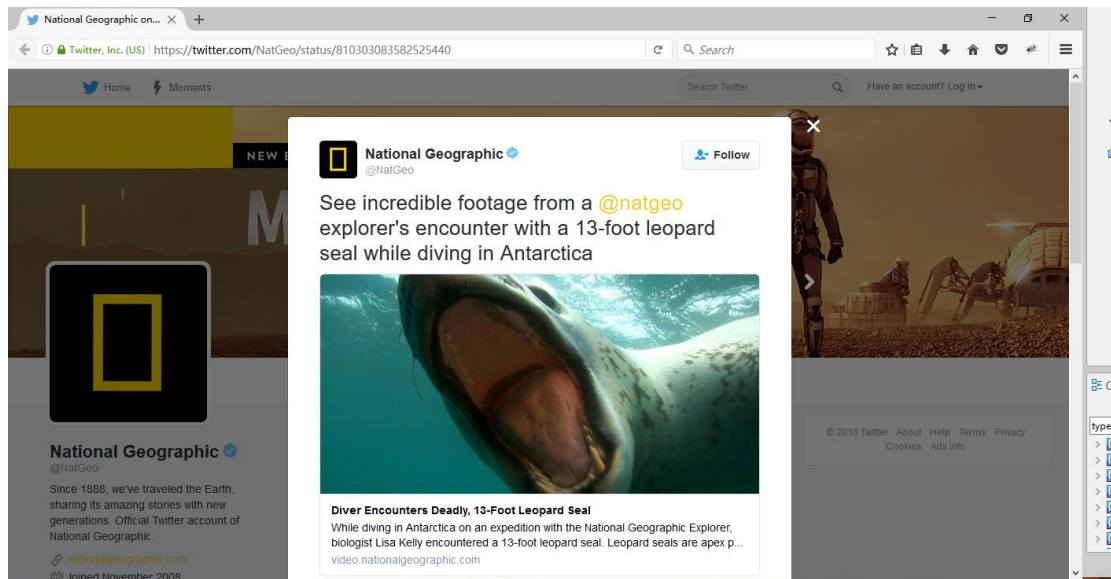 National Geographic on...
Twitter, Inc. (US) https://twitter.com/NatGeo/status/810303083582525440
Search
Home
Moments
Search Twitter
Have an account? Log in
NEW
M
National Geographic
@NatGeo
Follow
See incredible footage from a @natgeo
explorer's encounter with a 13-foot leopard
seal while diving in Antarctica
Diver Encounters Deadly, 13-Foot Leopard Seal
While diving in Antarctica on an expedition with the National Geographic Explorer,
biologist Lisa Kelly encountered a 13-foot leopard seal. Leopard seals are apex p...
video.nationalgeographic.com
National Geographic
@NatGeo
Since 1888, we've traveled the Earth,
sharing its amazing stories with new
generations. Official Twitter account of
National Geographic.
nationalgeographic.com
Joined November 2008
© 2016 Twitter About Help Terms Privacy
Cookies Ads info
type